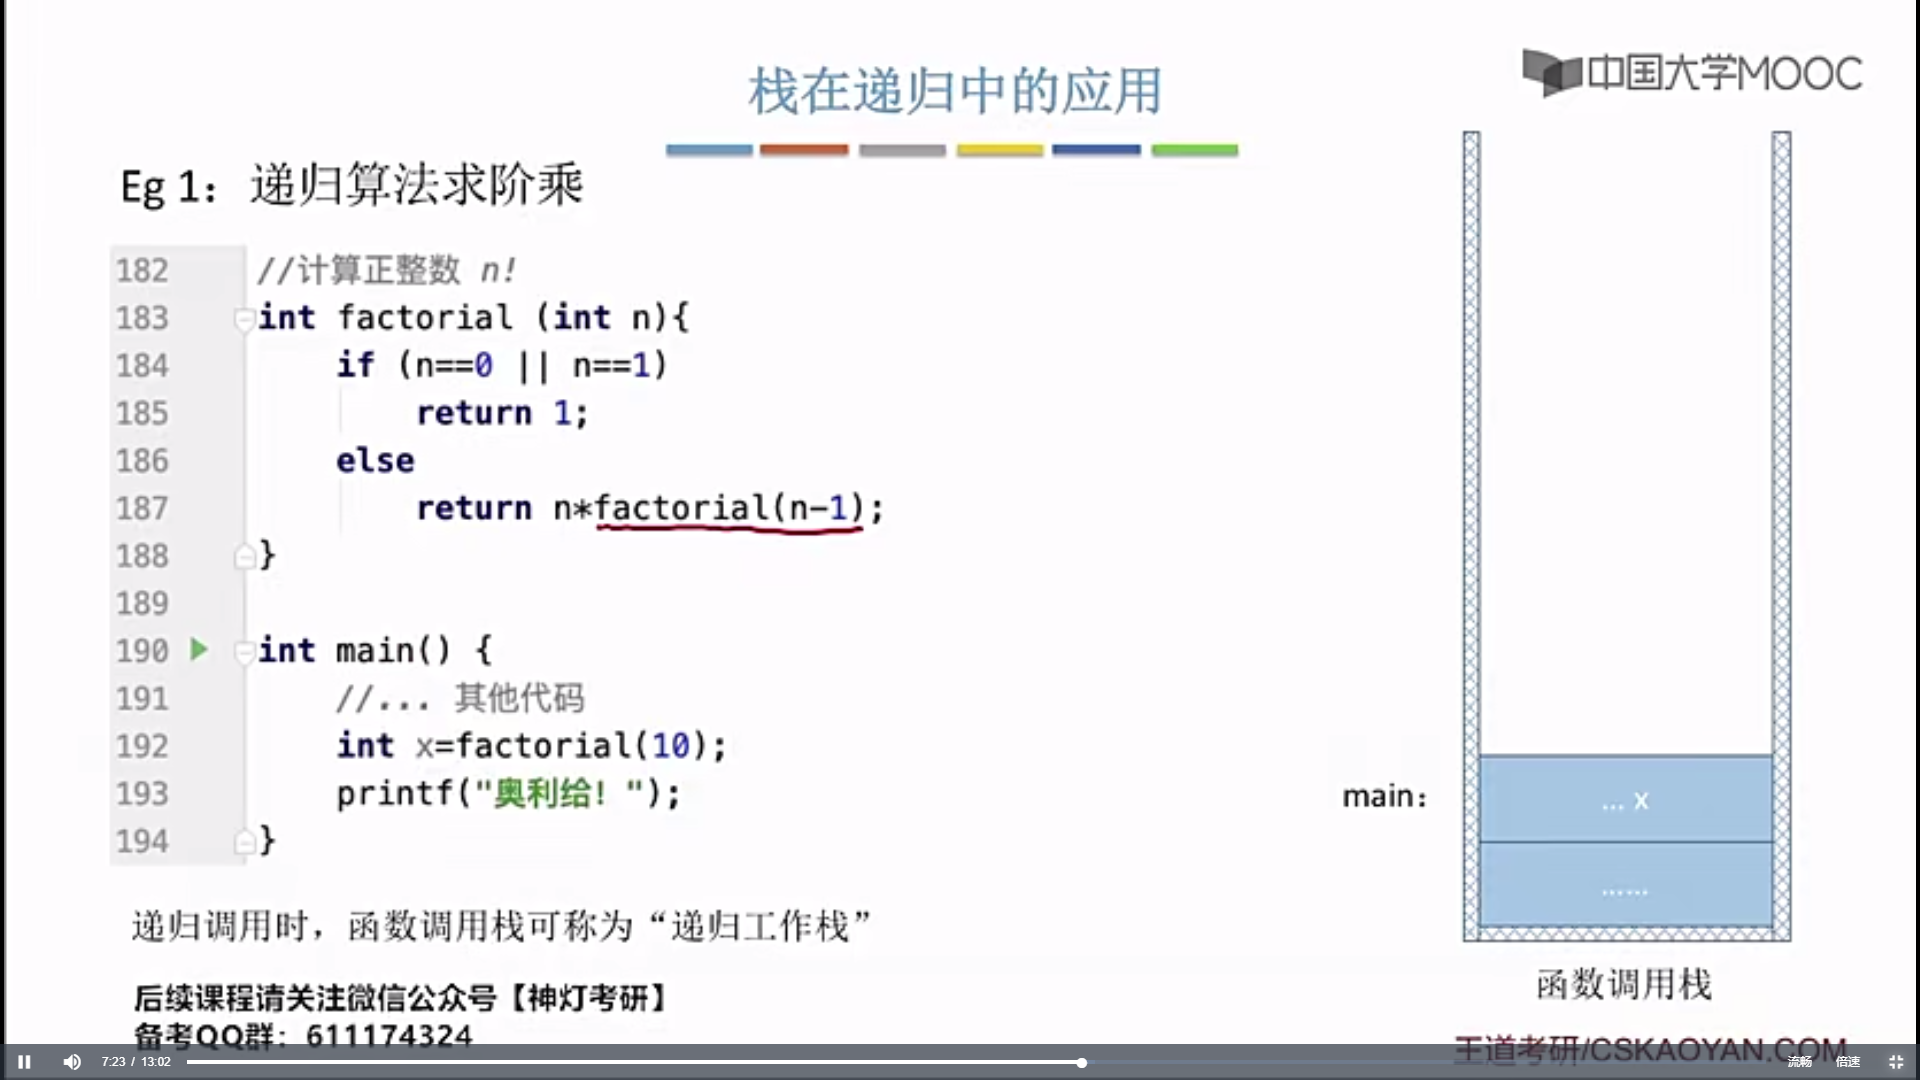 栈在递归中的应用
中国大学MOOC
Eg 1：递归算法求阶乘
182 //计算正整数 n!
183 int factorial (int n){
184 if (n==0 || n==1)
185 return 1;
186 else
187 return n*factorial(n-1);
188 }
189
190 int main() {
191 //... 其他代码
192 int x=factorial(10);
193 printf("奥利给！");
194 }
main：
... x
......
函数调用栈
递归调用时，函数调用栈可称为“递归工作栈”
后续课程请关注微信公众号【神灯考研】
备考QQ群：611174324
王道考研/CSKAOYAN.COM
7:23 / 13:02
流畅 倍速